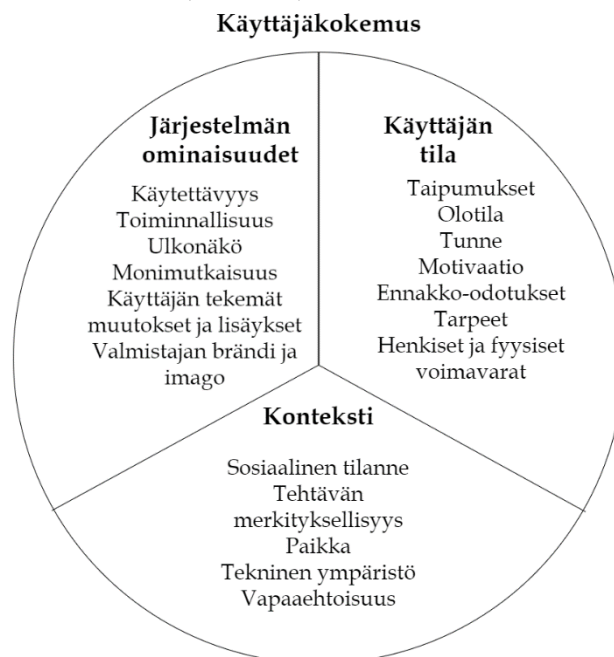 Käyttäjäkokemus
Järjestelmän
ominaisuudet
Käytettävyys
Toiminnallisuus
Ulkonäkö
Monimutkaisuus
Käyttäjän tekemät
muutokset ja lisäykset
Valmistajan brändi ja
imago
Käyttäjän
tila
Taipumukset
Olotila
Tunne
Motivaatio
Ennakko-odotukset
Tarpeet
Henkiset ja fyysiset
voimavarat
Konteksti
Sosiaalinen tilanne
Tehtävän
merkityksellisyys
Paikka
Tekninen ympäristö
Vapaaehtoisuus